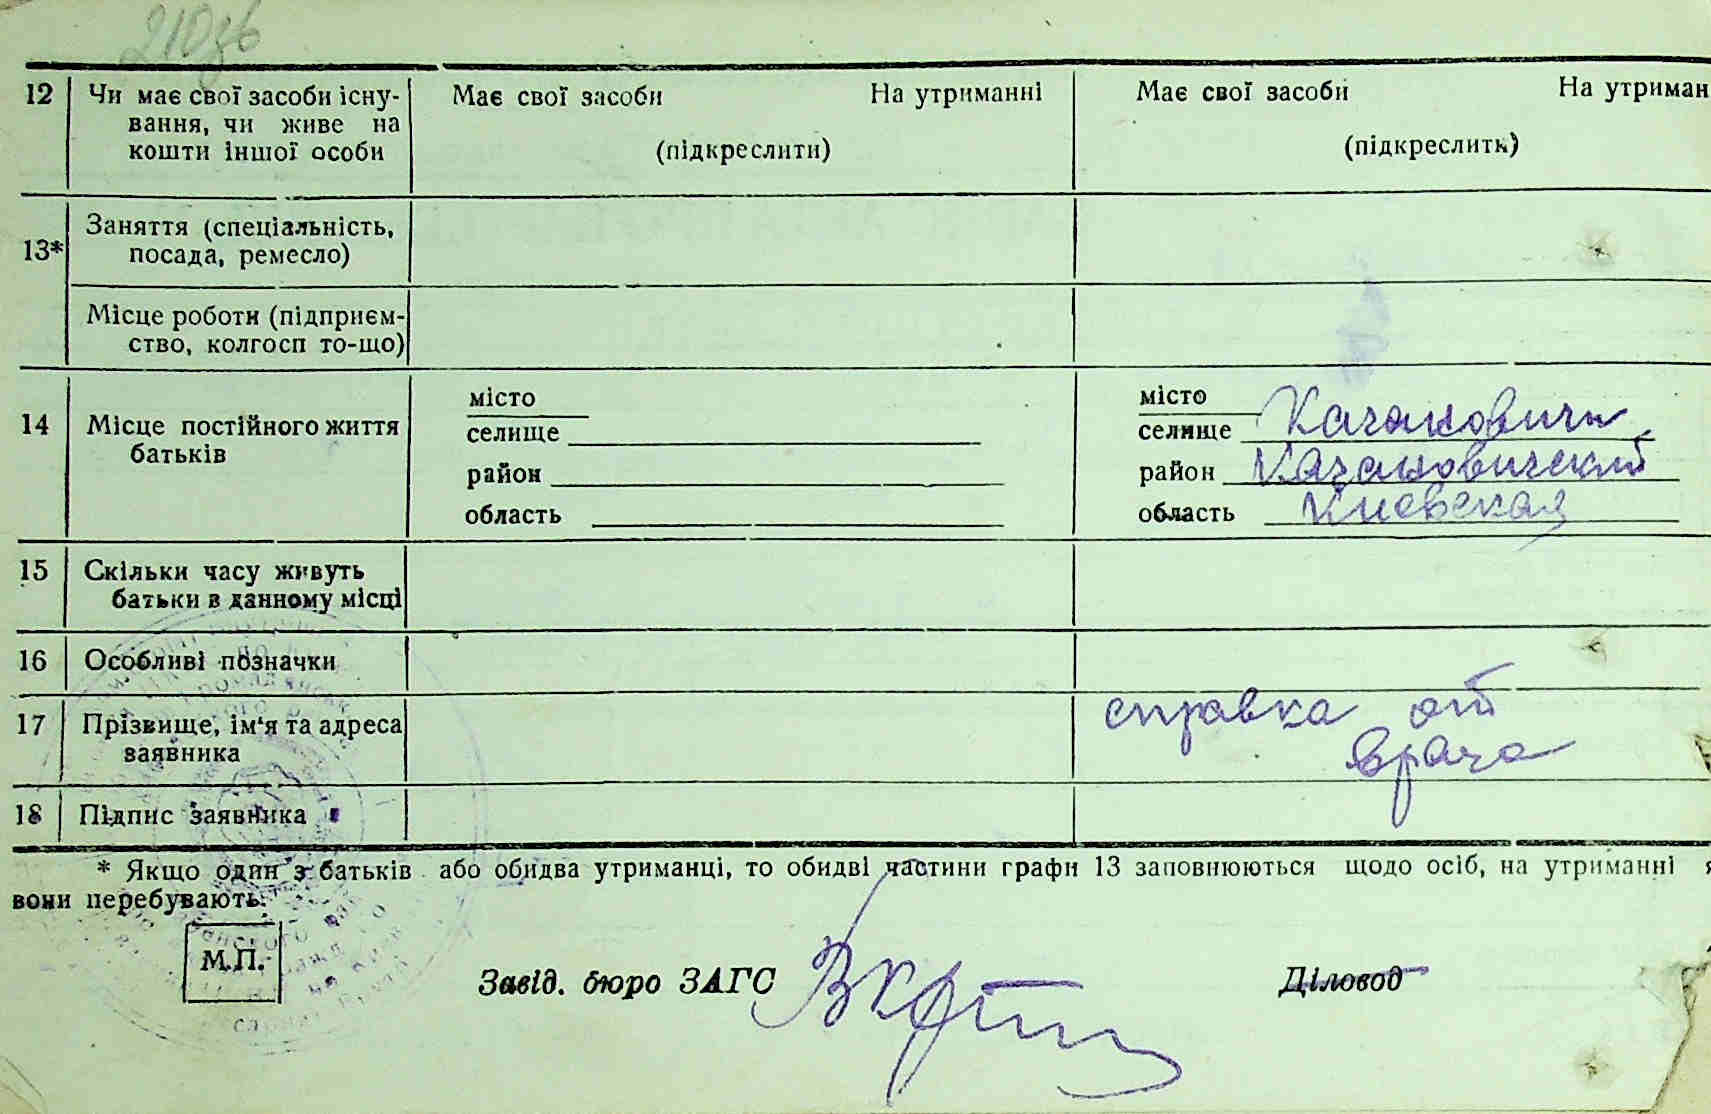 12 Чи має свої засоби існу- Має свої засоби На утриманні Має свої засоби На утриман
вання, чи живе на
кошти іншої особи (підкреслити) (підкреслити)
13* Заняття (спеціальність,
посада, ремесло)
Місце роботи (підприєм-
ство, колгосп то-що)
14 Місце постійного життя
батьків
місто
селище
район
область
місто
селище Качановичи
район Качановический
область Киевская
15 Скільки часу живуть
батьки в данному місці
16 Особливі позначки
17 Прізвище, ім'я та адреса
заявника
справка от
врача
18 Підпис заявника
* Якщо один з батьків або обидва утриманці, то обидві частини графи 13 заповнюються щодо осіб, на утриманні
вони перебувають.
М.П.
Завід. бюро ЗАГС Діловод